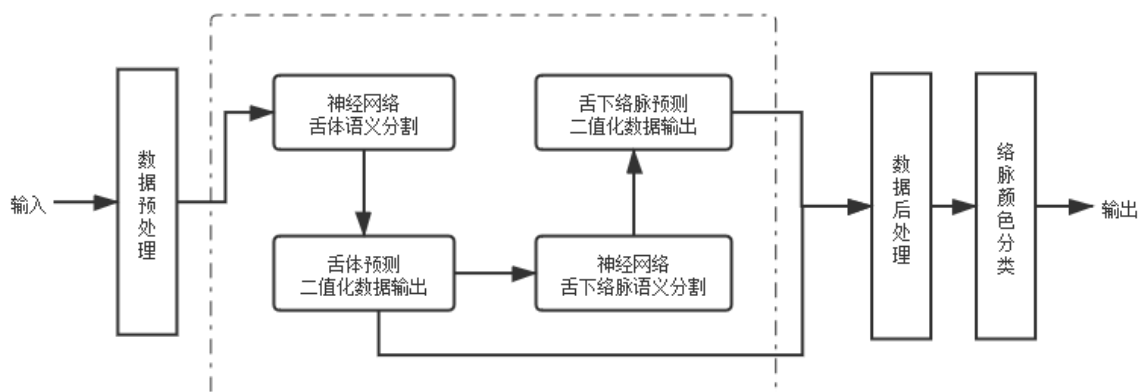 输入
数据预处理
神经网络
舌体语义分割
舌体预测
二值化数据输出
神经网络
舌下络脉语义分割
舌下络脉预测
二值化数据输出
数据后处理
络脉颜色分类
输出